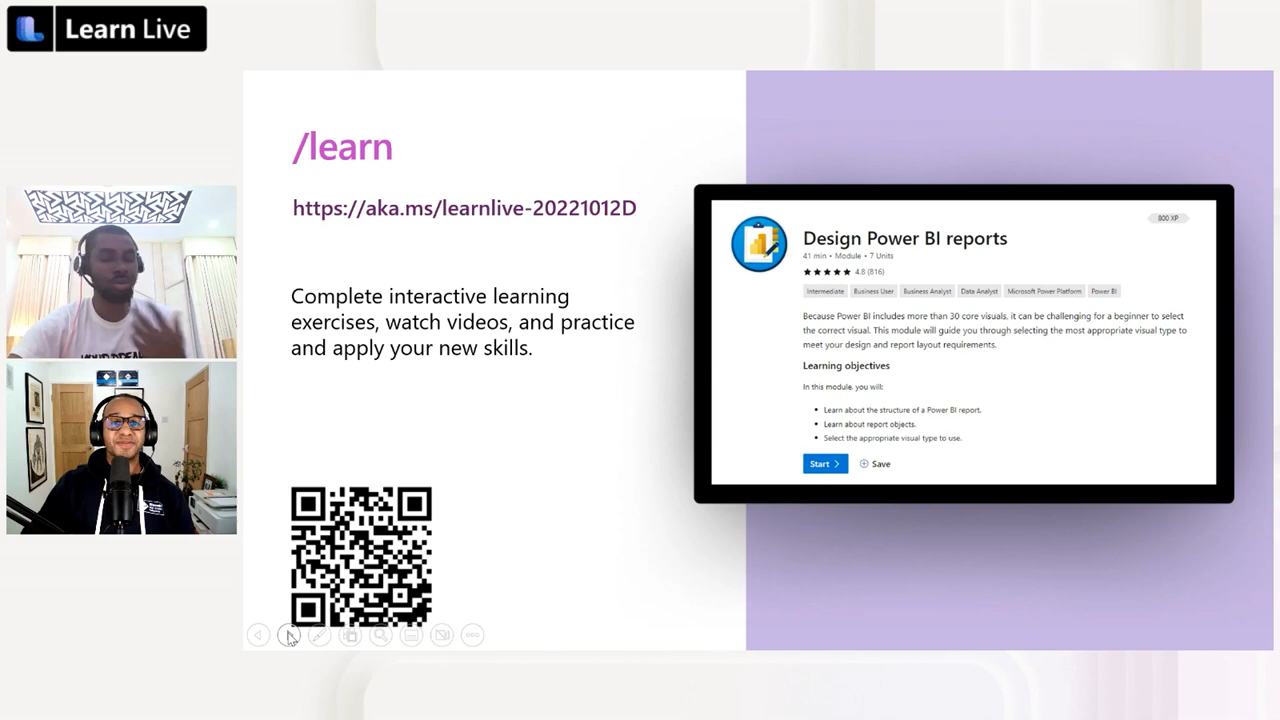 Learn Live
/learn
https://aka.ms/learnlive-20221012D
Complete interactive learning
exercises, watch videos, and practice
and apply your new skills.
800 XP
Design Power BI reports
41 min • Module • 7 Units
4.8 (816)
Intermediate Business User Business Analyst Data Analyst Microsoft Power Platform Power BI
Because Power BI includes more than 30 core visuals, it can be challenging for a beginner to select
the correct visual. This module will guide you through selecting the most appropriate visual type to
meet your design and report layout requirements.
Learning objectives
In this module, you will:
• Learn about the structure of a Power BI report.
• Learn about report objects.
• Select the appropriate visual type to use.
Start Save